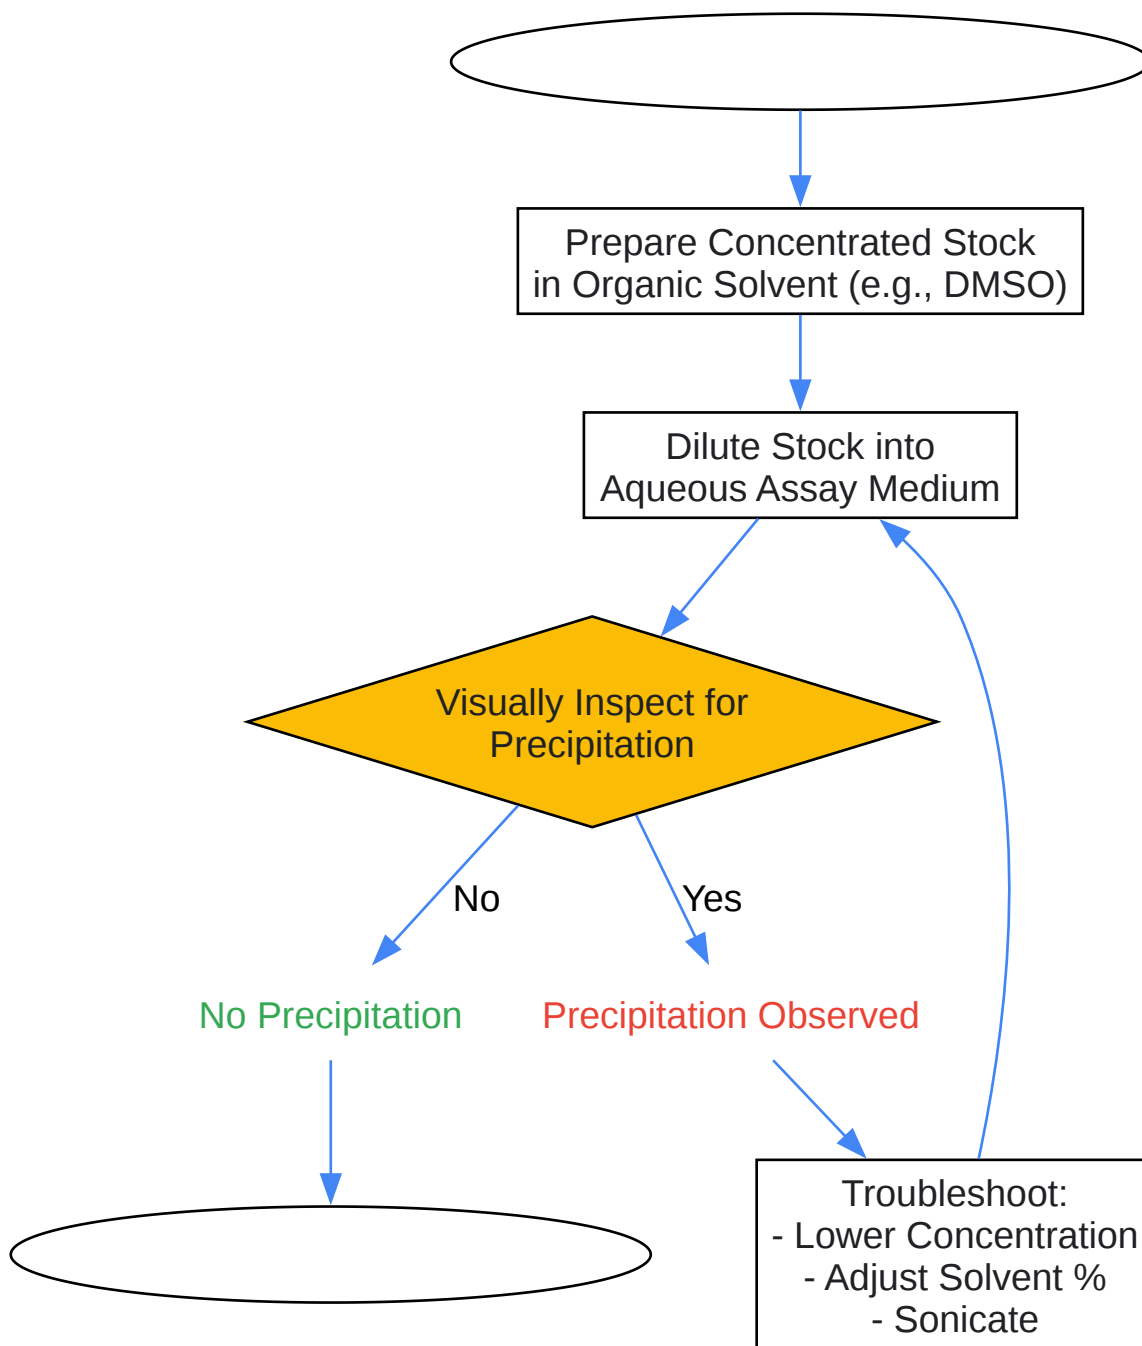 Prepare Concentrated Stock
in Organic Solvent (e.g., DMSO)
Dilute Stock into
Aqueous Assay Medium
Visually Inspect for
Precipitation
No
Yes
No Precipitation
Precipitation Observed
Troubleshoot:
- Lower Concentration
- Adjust Solvent %
- Sonicate